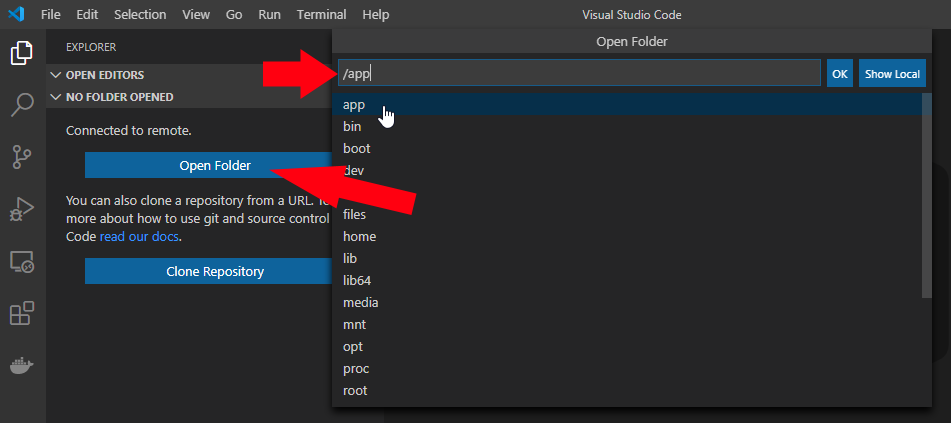 File Edit Selection View Go Run Terminal Help Visual Studio Code
EXPLORER
OPEN EDITORS
NO FOLDER OPENED
Connected to remote.
Open Folder
You can also clone a repository from a URL. To
more about how to use git and source control
Code read our docs.
Clone Repository
Open Folder
/app
OK
Show Local
app
bin
boot
dev
files
home
lib
lib64
media
mnt
opt
proc
root